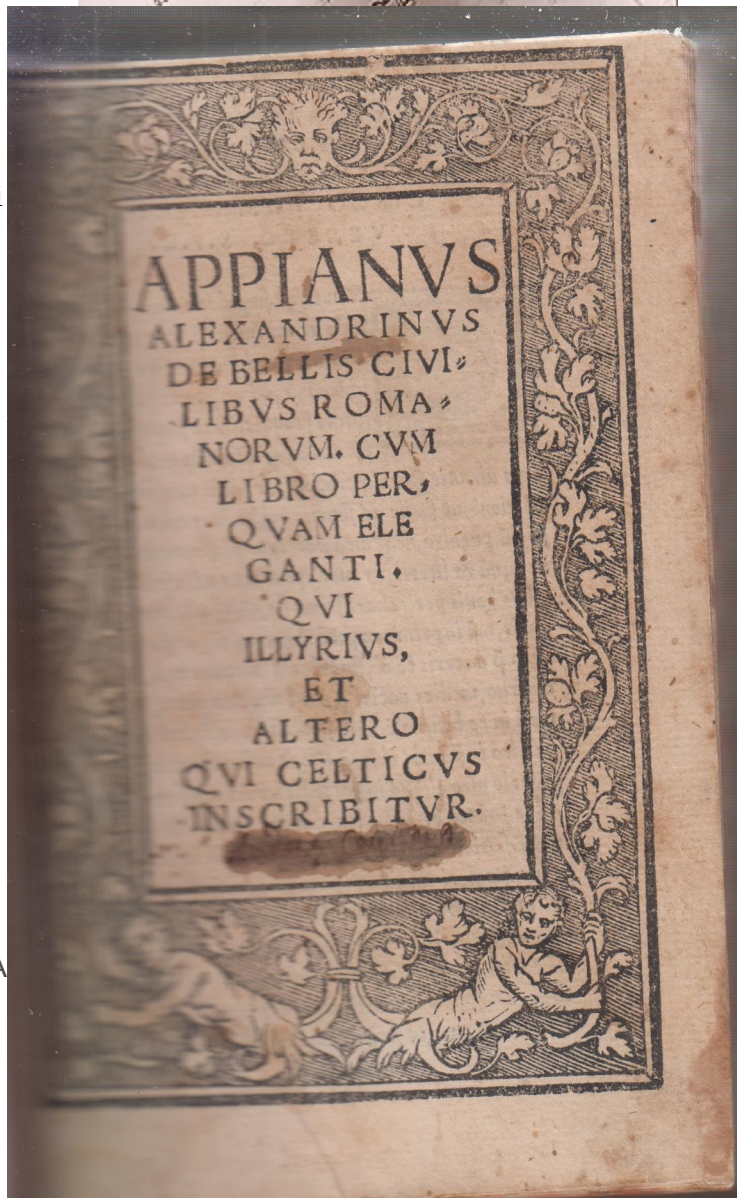 APPIANVS
ALEXANDRINVS
DE BELLIS CIVI⸗
LIBVS ROMA⸗
NORVM. CVM
LIBRO PER⸗
QVAM ELE
GANTI.
QVI
ILLYRIVS,
ET
ALTERO
QVI CELTICVS
INSCRIBITVR.